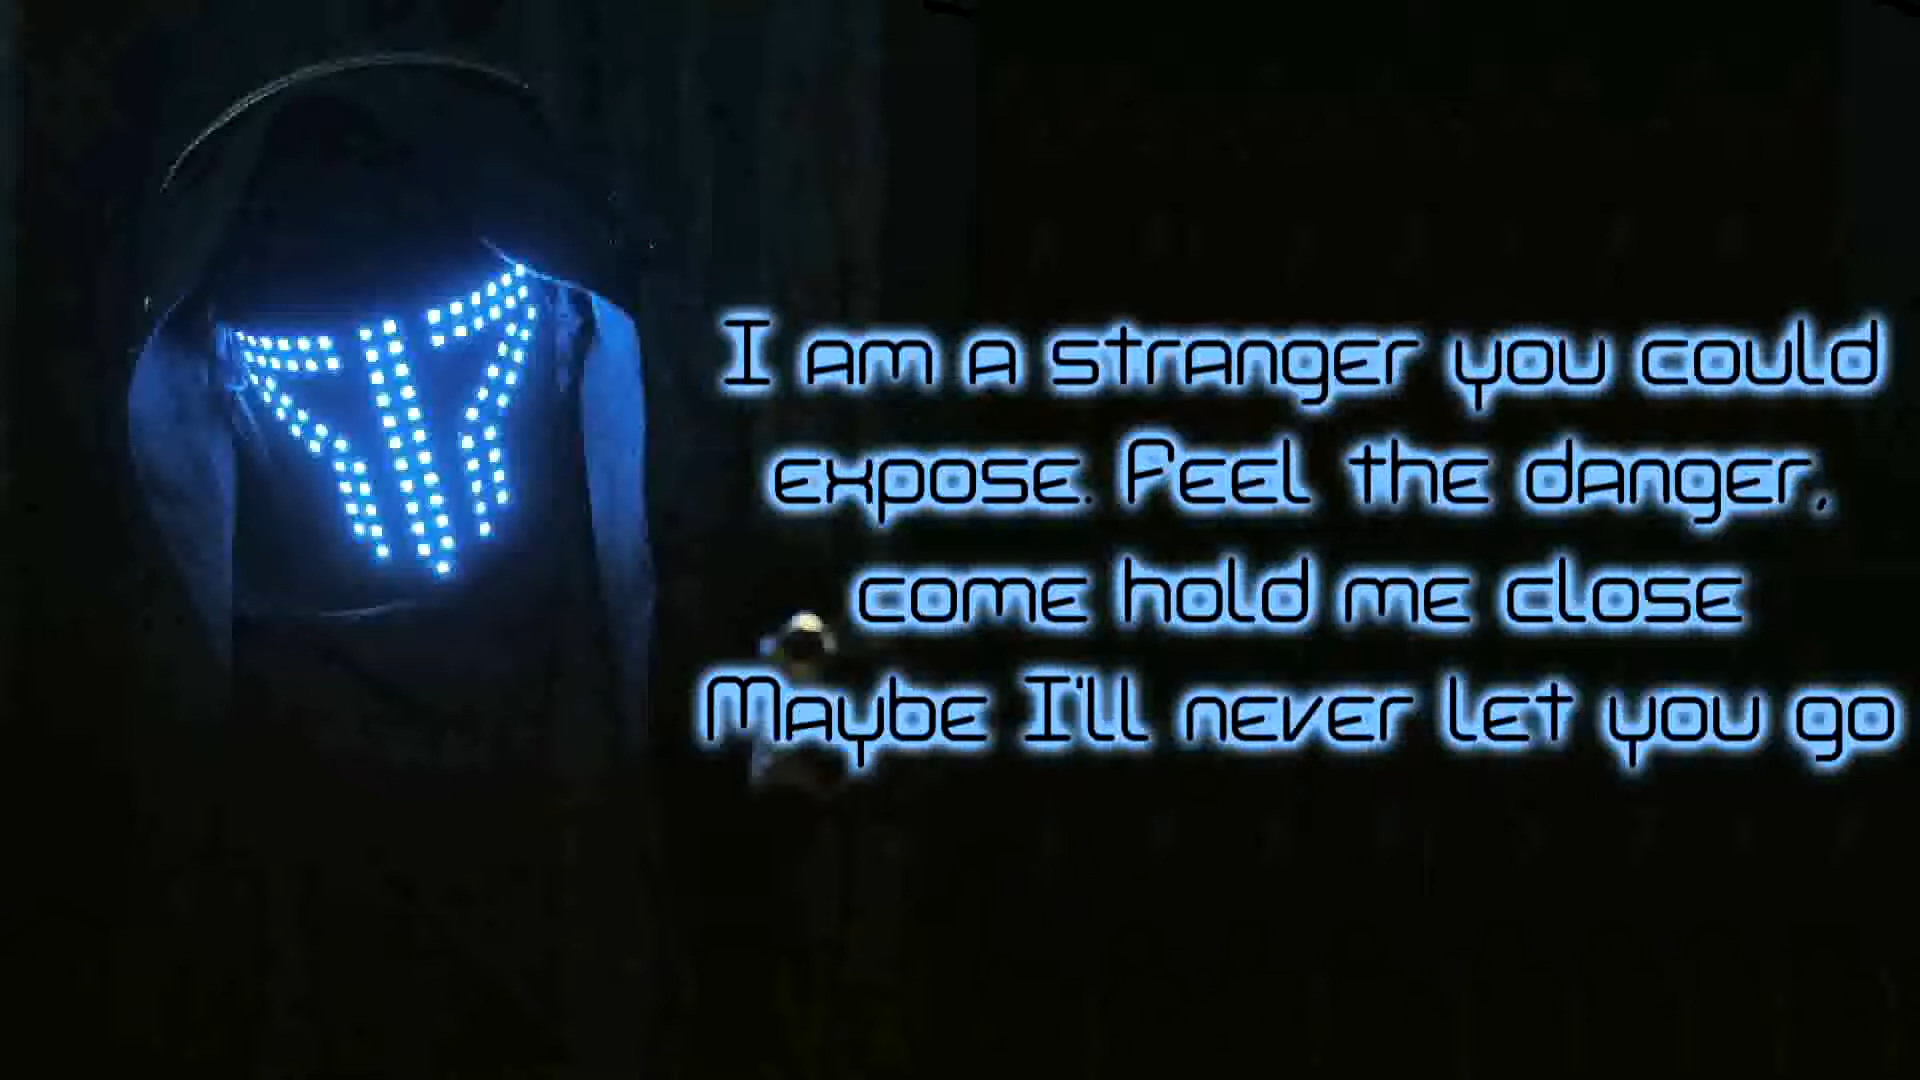 I am a stranger you could
expose. Feel the danger,
come hold me close
Maybe I'll never let you go